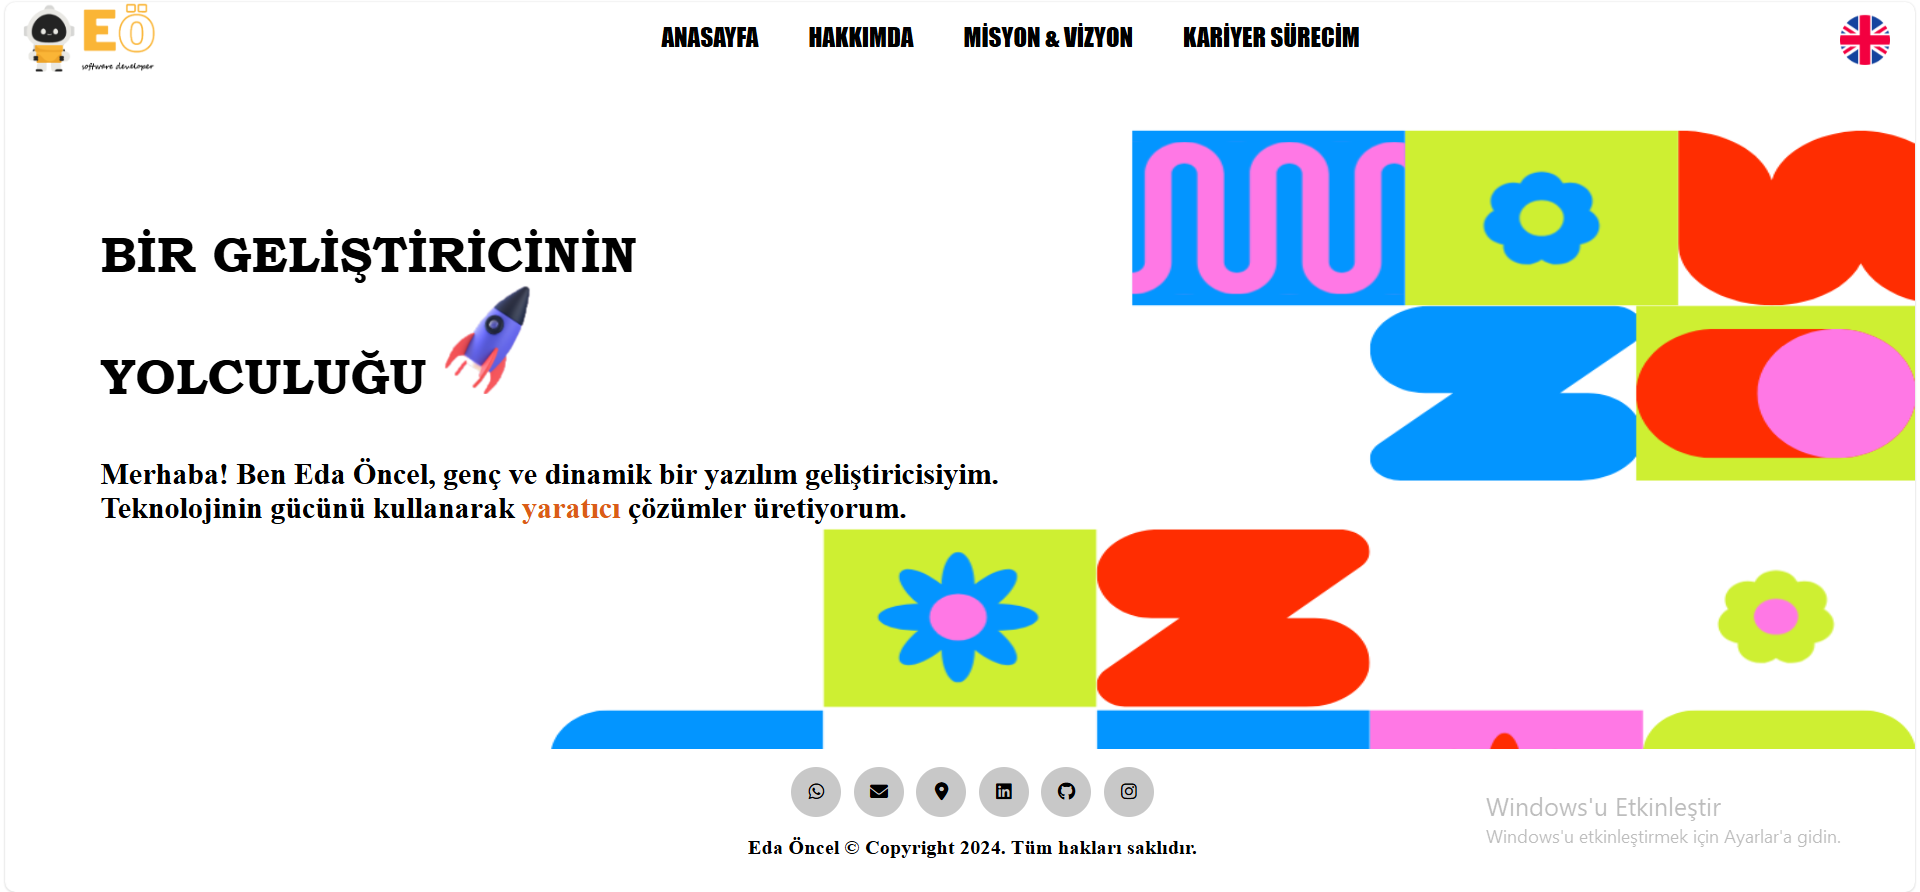 EÖ
software developer
ANASAYFA
HAKKIMDA
MİSYON & VİZYON
KARİYER SÜRECİM
BİR GELİŞTİRİCİNİN
YOLCULUĞU
Merhaba! Ben Eda Öncel, genç ve dinamik bir yazılım geliştiricisiyim.
Teknolojinin gücünü kullanarak yaratıcı çözümler üretiyorum.
Windows'u Etkinleştir
Windows'u etkinleştirmek için Ayarlar'a gidin.
Eda Öncel © Copyright 2024. Tüm hakları saklıdır.